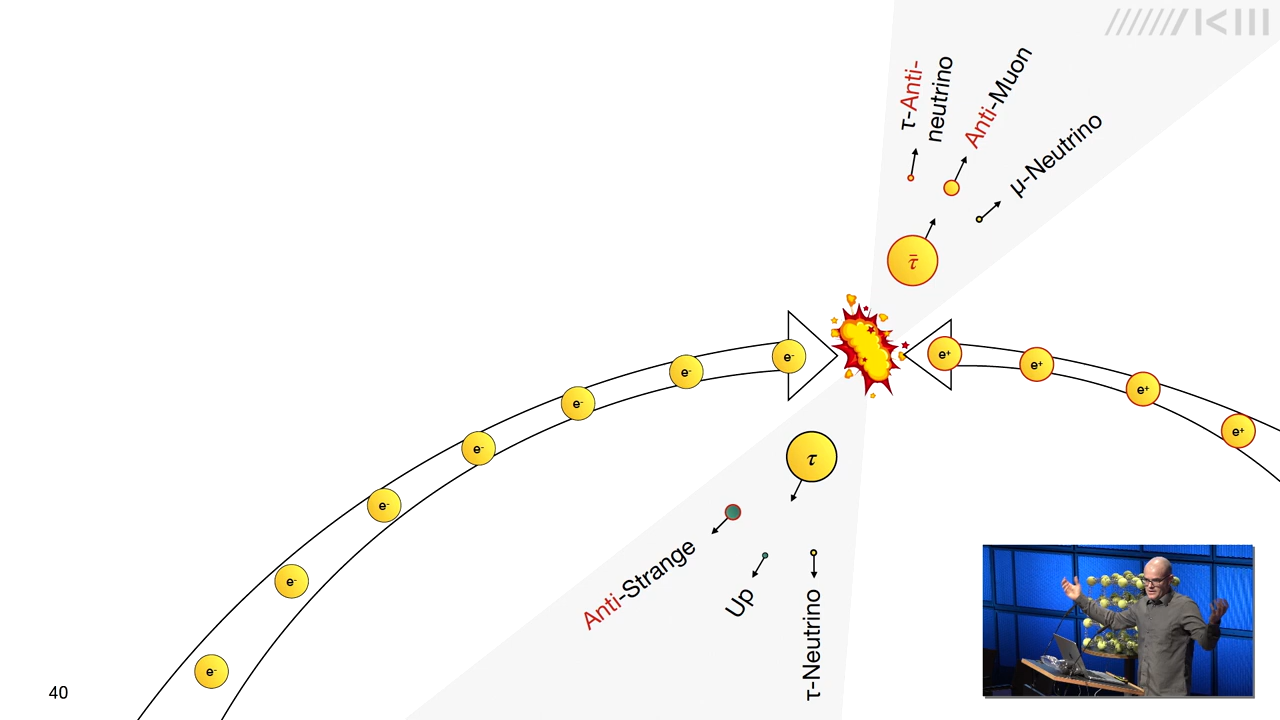 τ-Anti-
neutrino
Anti-Muon
μ-Neutrino
τ̄
e⁻
e⁻
e⁻
e⁻
e⁻
e⁻
e⁻
e⁺
e⁺
e⁺
e⁺
τ
Anti-Strange
Up
τ-Neutrino
40